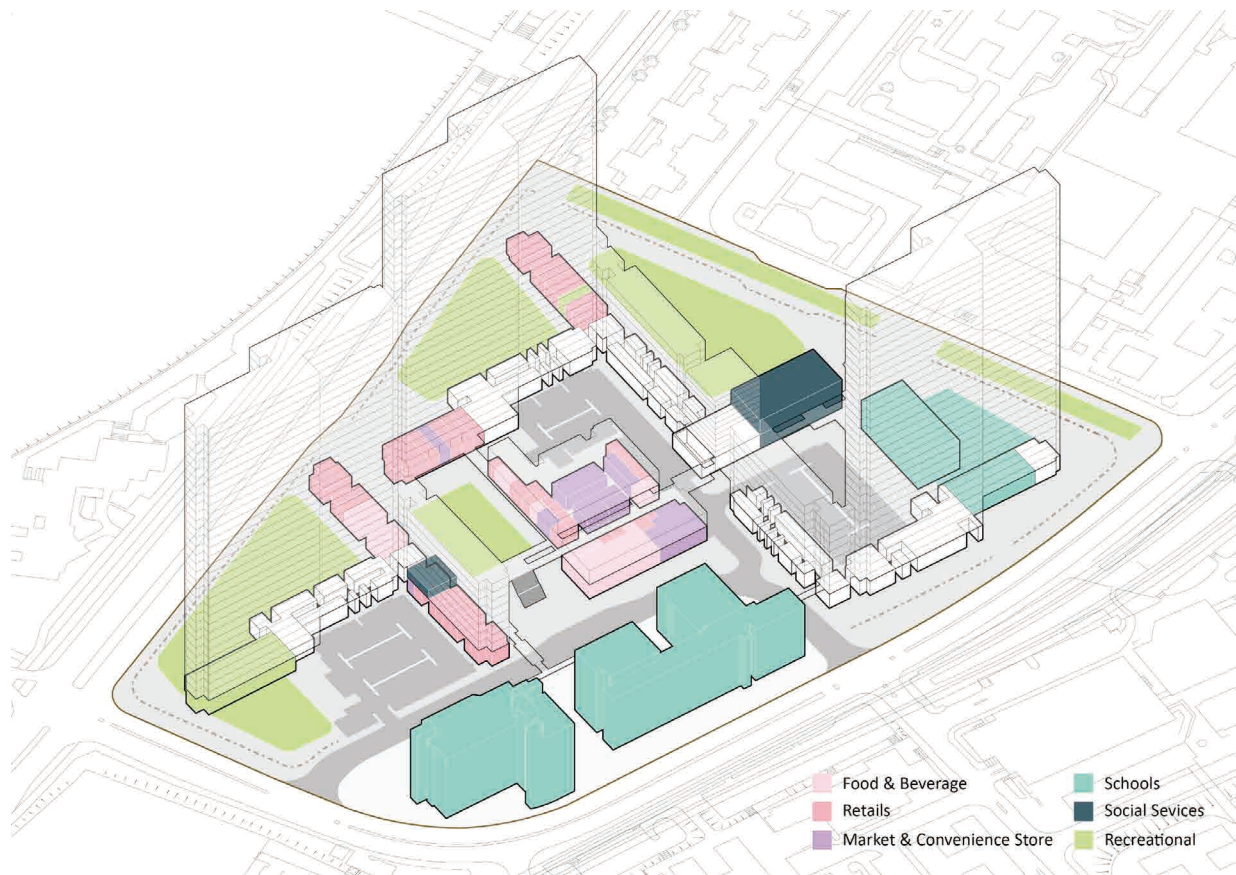 Food & Beverage
Retails
Market & Convenience Store
Schools
Social Sevices
Recreational